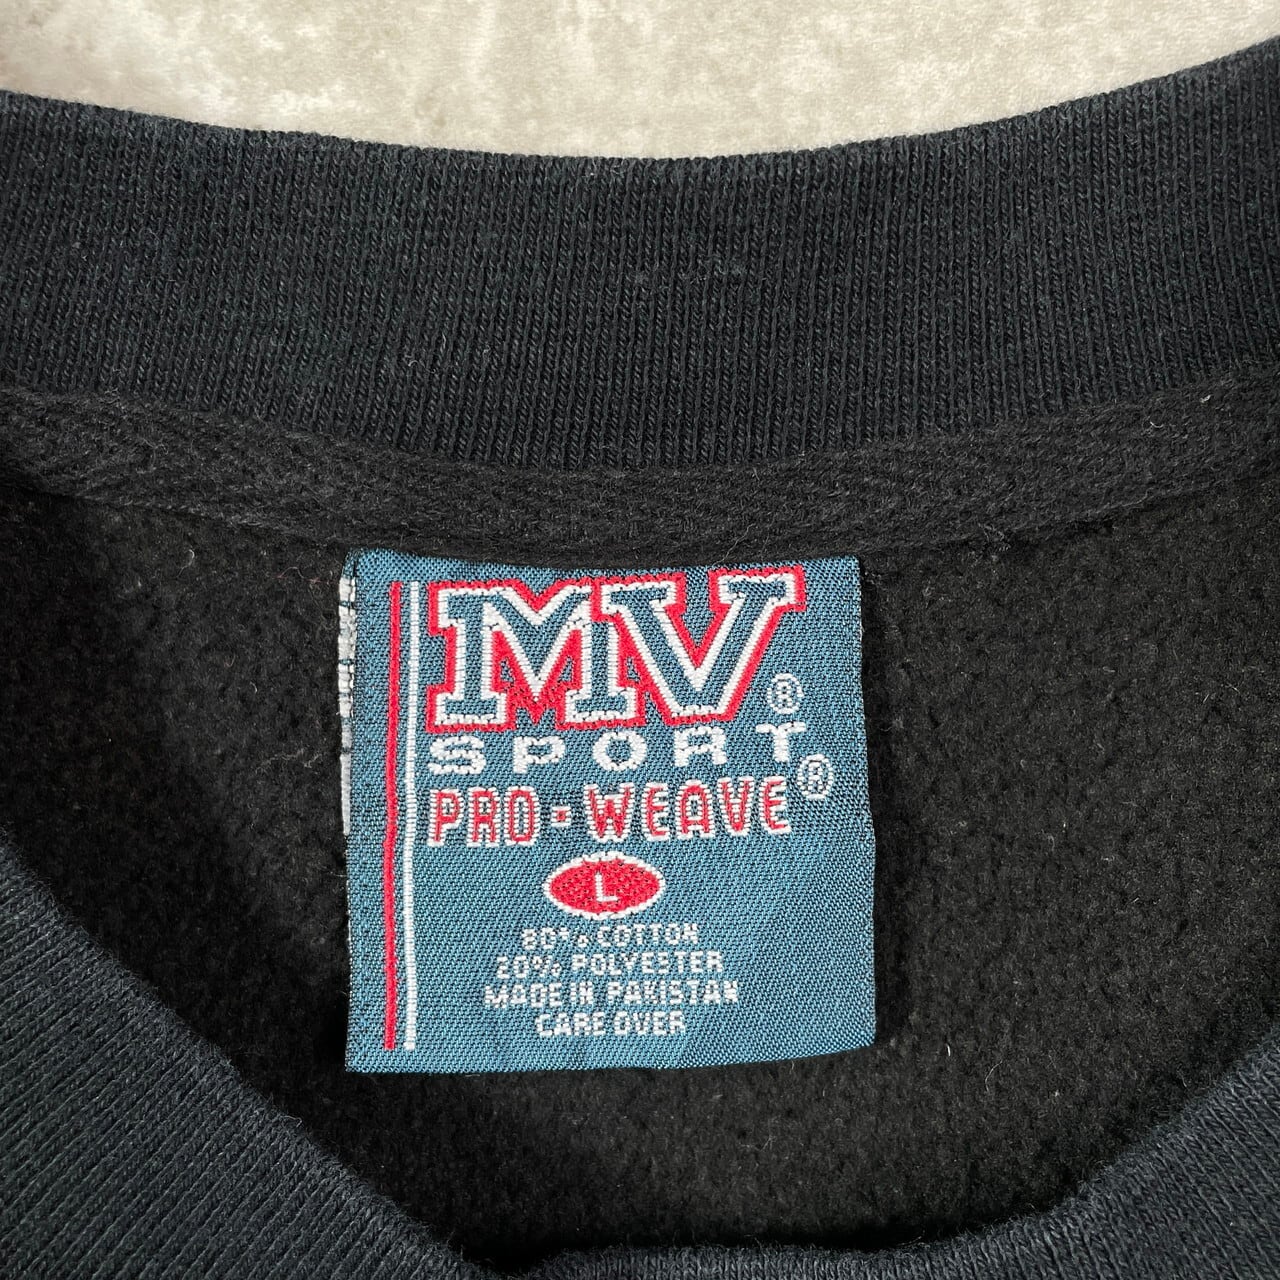 MV®
SPORT
PRO-WEAVE®
L
80% COTTON
20% POLYESTER
MADE IN PAKISTAN
CARE OVER